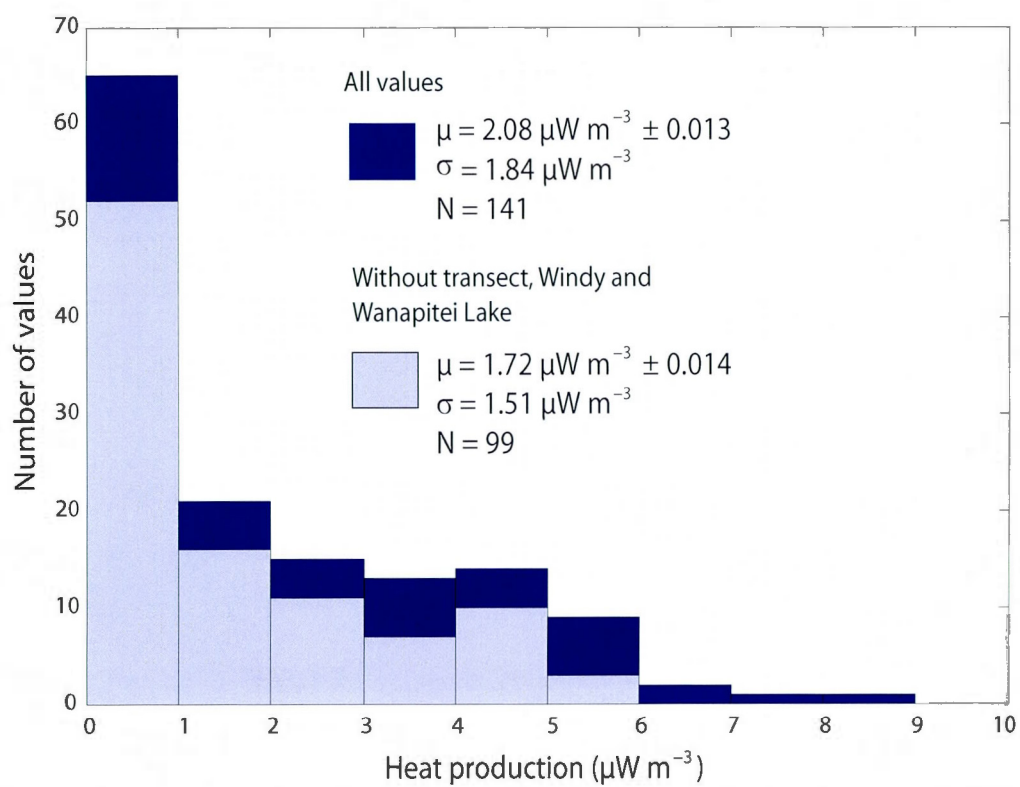 70
60
50
40
30
20
10
0
Number of values
All values
μ = 2.08 μW m⁻³ ± 0.013
σ = 1.84 μW m⁻³
N = 141
Without transect, Windy and
Wanapitei Lake
μ = 1.72 μW m⁻³ ± 0.014
σ = 1.51 μW m⁻³
N = 99
0 1 2 3 4 5 6 7 8 9 10
Heat production (μW m⁻³)